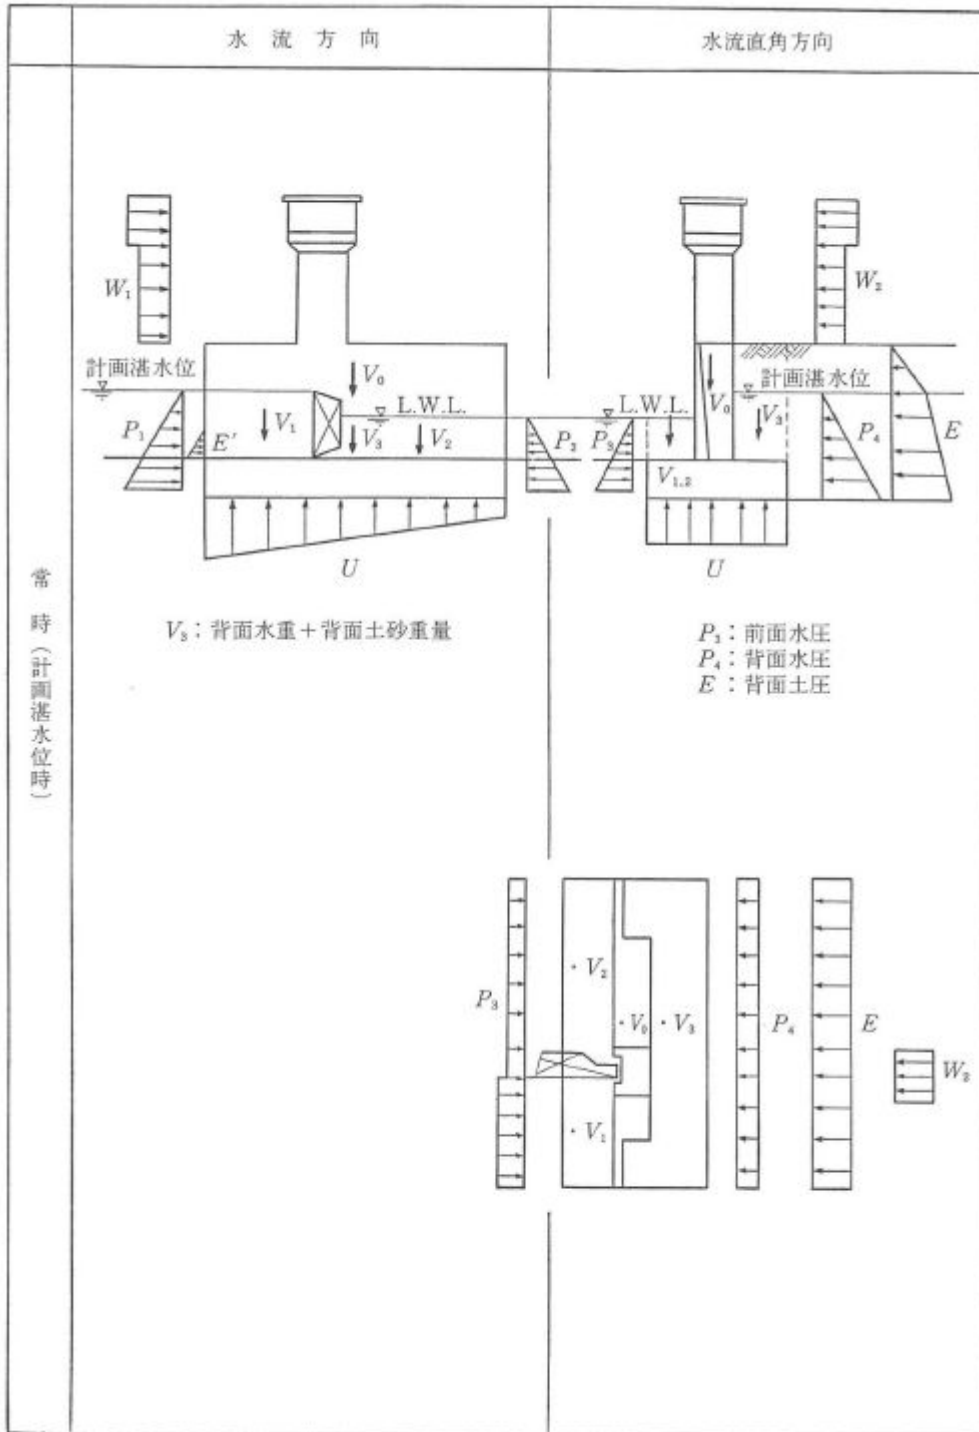 水流方向
水流直角方向
常時（計画湛水位時）
W₁
計画湛水位
P₁
E′
V₁
V₀
V₃
V₂
L.W.L.
P₂
U
V₃：背面水重＋背面土砂重量
W₂
計画湛水位
L.W.L.
P₃
V₀
V₃
V₁,₂
P₄
E
U
P₃：前面水圧
P₄：背面水圧
E：背面土圧
P₃
・V₂
・V₀
・V₃
・V₁
P₄
E
W₂